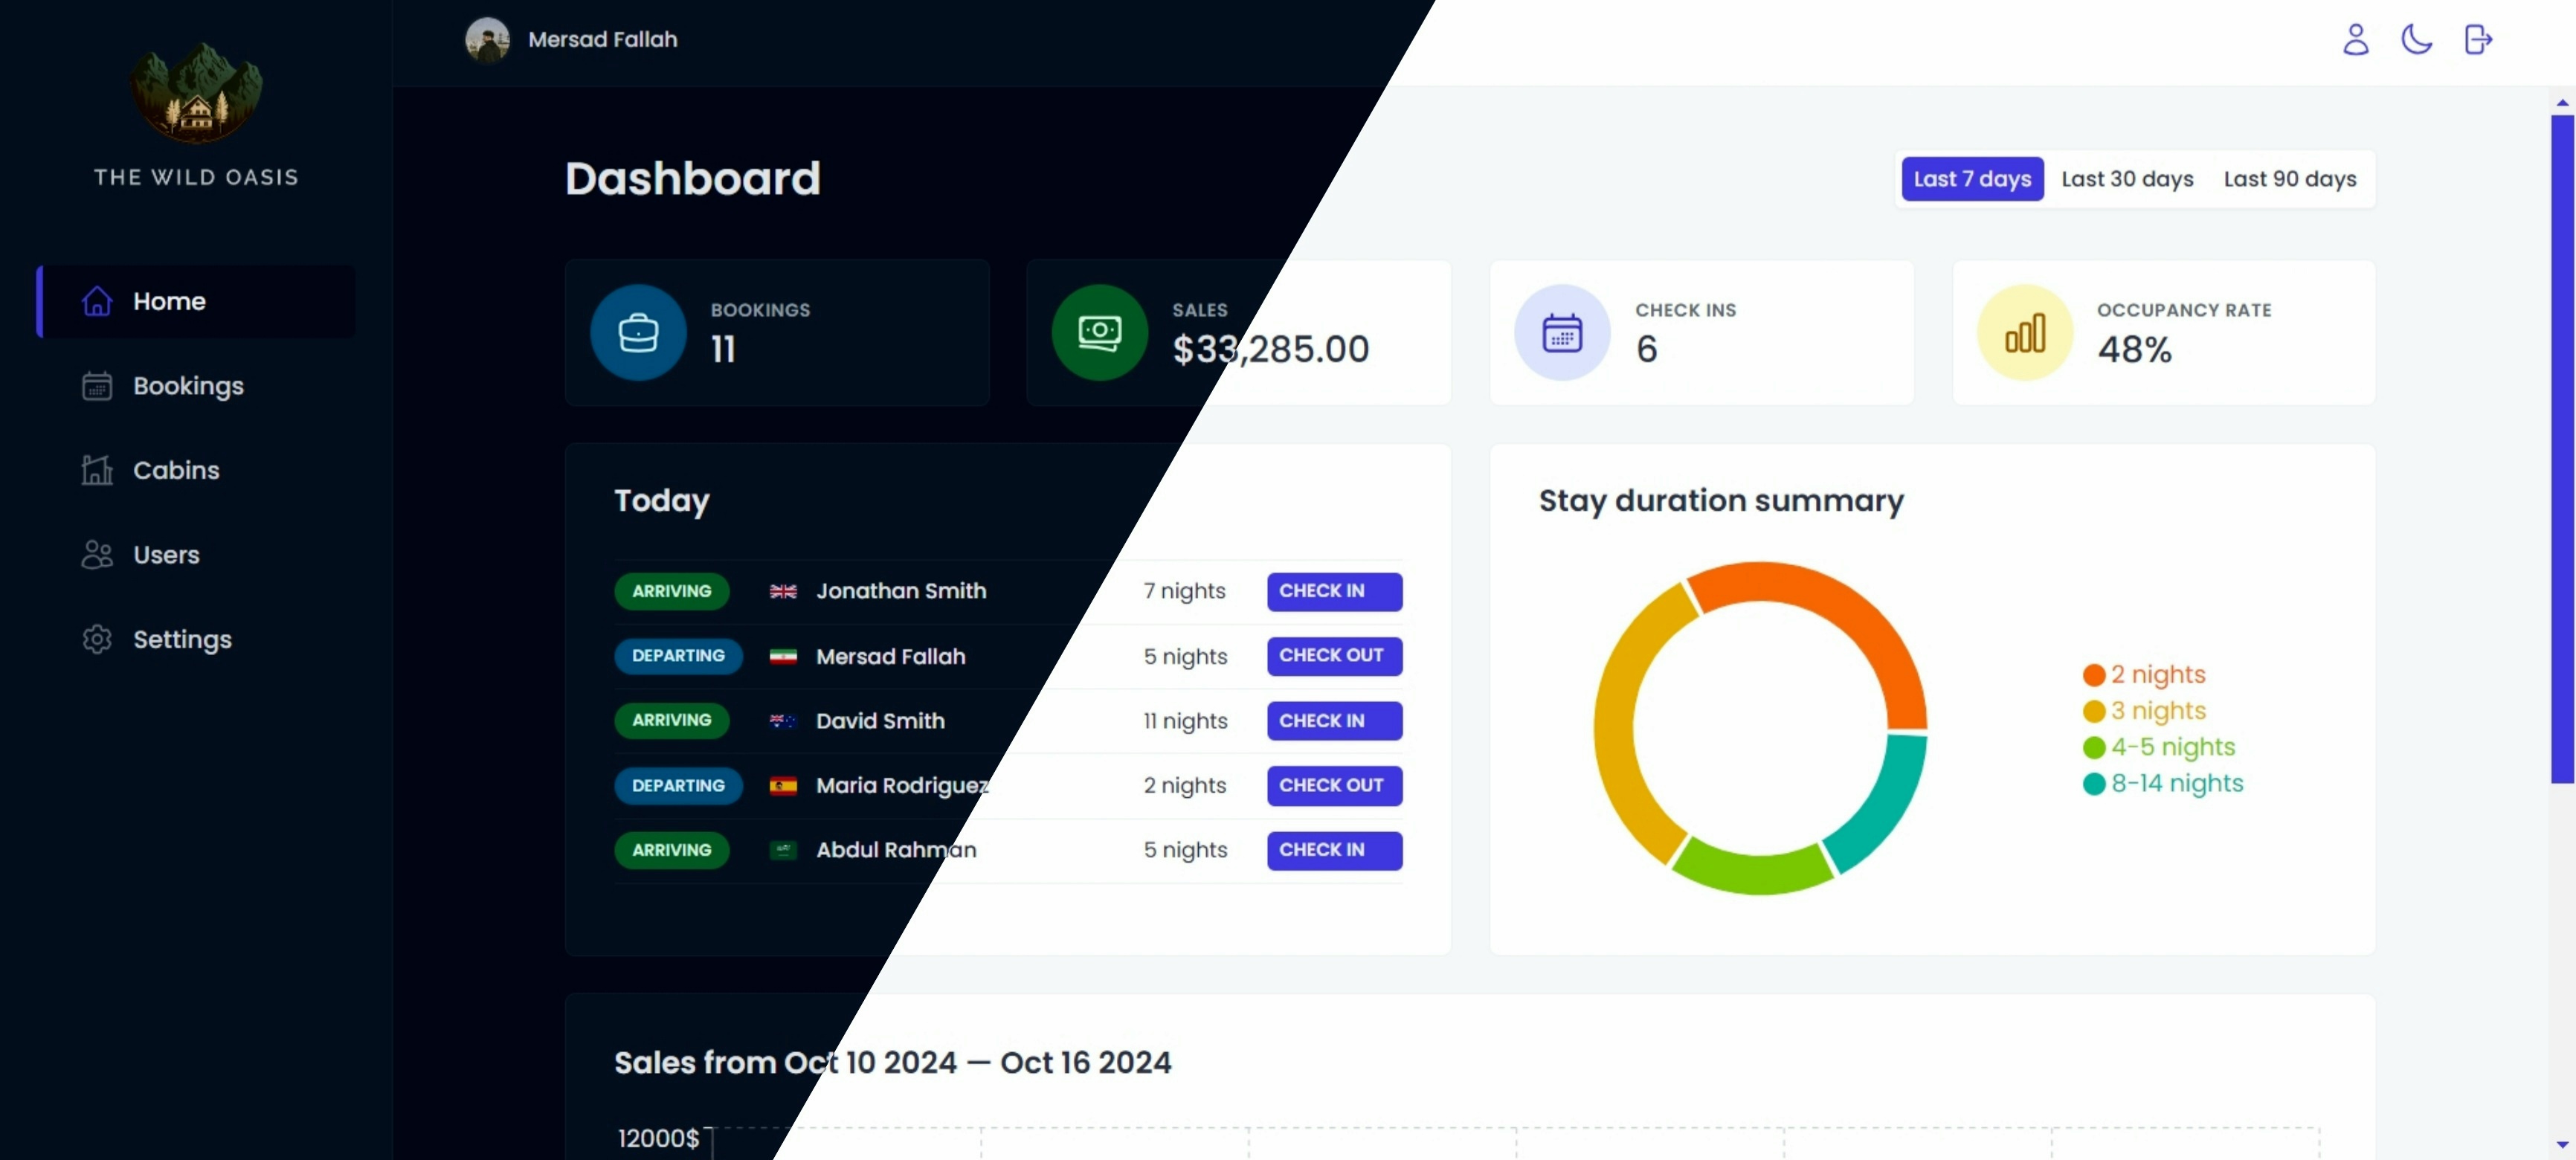 THE WILD OASIS
Home
Bookings
Cabins
Users
Settings
Mersad Fallah
Dashboard
Last 7 days Last 30 days Last 90 days
BOOKINGS
11
SALES
$33,285.00
CHECK INS
6
OCCUPANCY RATE
48%
Today
ARRIVING Jonathan Smith 7 nights CHECK IN
DEPARTING Mersad Fallah 5 nights CHECK OUT
ARRIVING David Smith 11 nights CHECK IN
DEPARTING Maria Rodriguez 2 nights CHECK OUT
ARRIVING Abdul Rahman 5 nights CHECK IN
Stay duration summary
2 nights
3 nights
4-5 nights
8-14 nights
Sales from Oct 10 2024 — Oct 16 2024
12000$